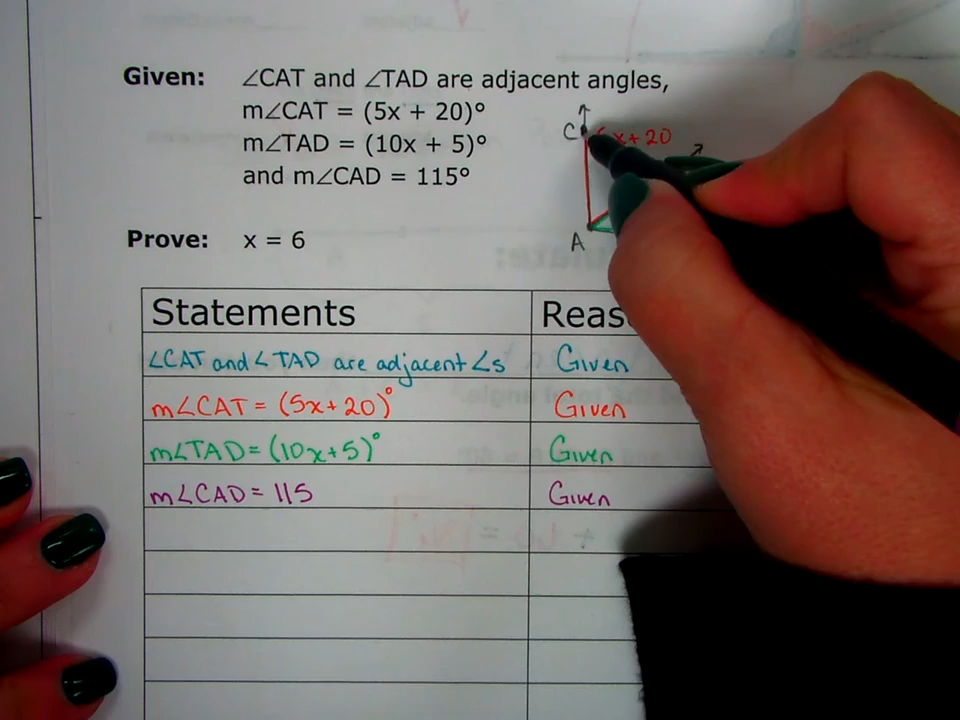 Given: ∠CAT and ∠TAD are adjacent angles,
m∠CAT = (5x + 20)°
m∠TAD = (10x + 5)°
and m∠CAD = 115°
C
x+20
A
Prove: x = 6
Statements Reas
∠CAT and ∠TAD are adjacent ∠s Given
m∠CAT = (5x+20)° Given
m∠TAD = (10x+5)° Given
m∠CAD = 115 Given